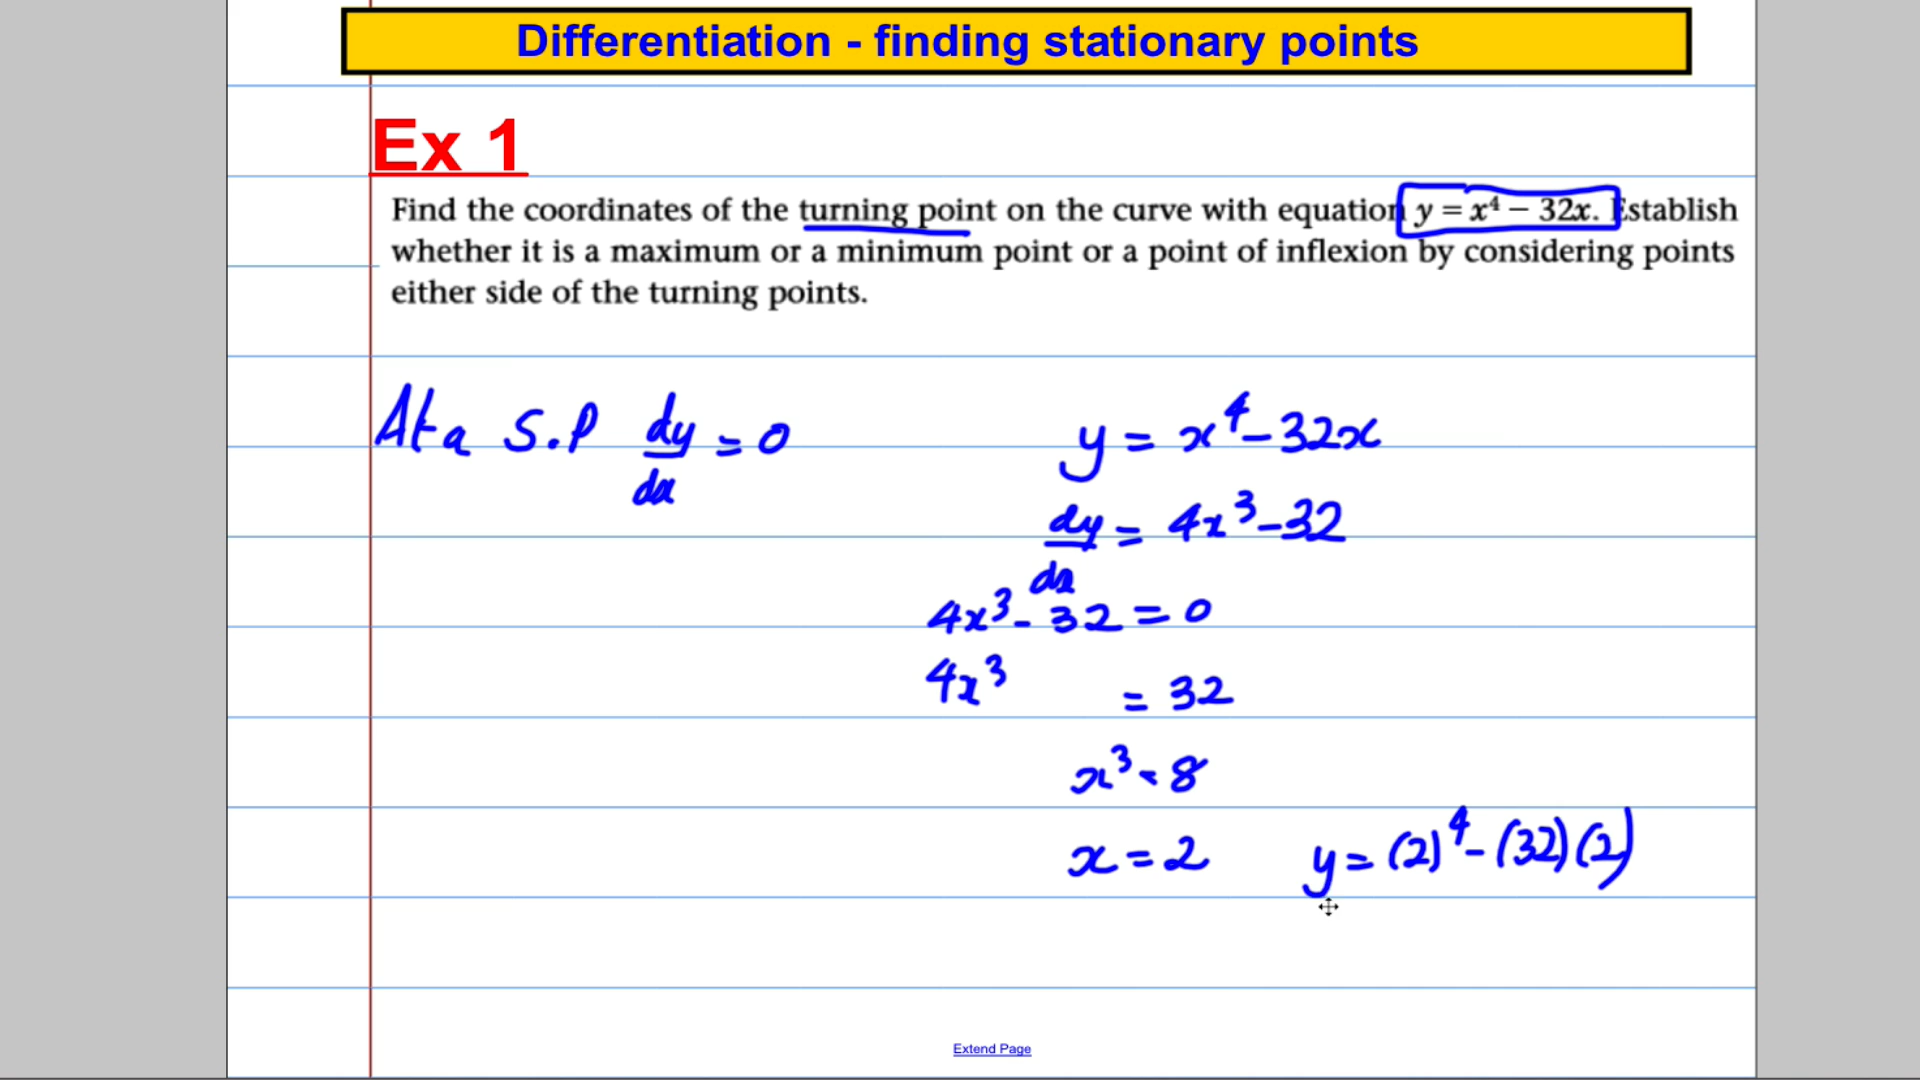 Differentiation - finding stationary points
Ex 1
Find the coordinates of the turning point on the curve with equation y = x⁴ − 32x. Establish
whether it is a maximum or a minimum point or a point of inflexion by considering points
either side of the turning points.
At a S.P dy/dx = 0
y = x⁴ - 32x
dy/dx = 4x³ - 32
4x³ - 32 = 0
4x³ = 32
x³ = 8
x = 2
y = (2)⁴ - (32)(2)
Extend Page